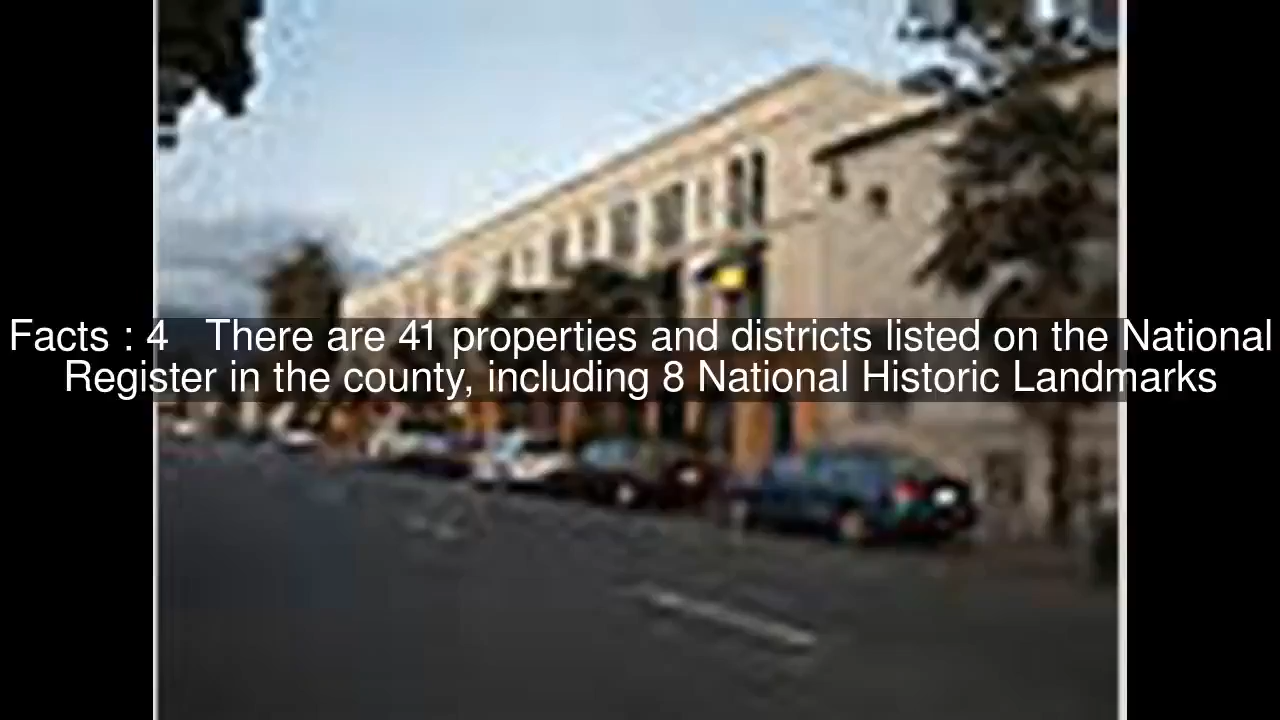 Facts : 4   There are 41 properties and districts listed on the National
Register in the county, including 8 National Historic Landmarks